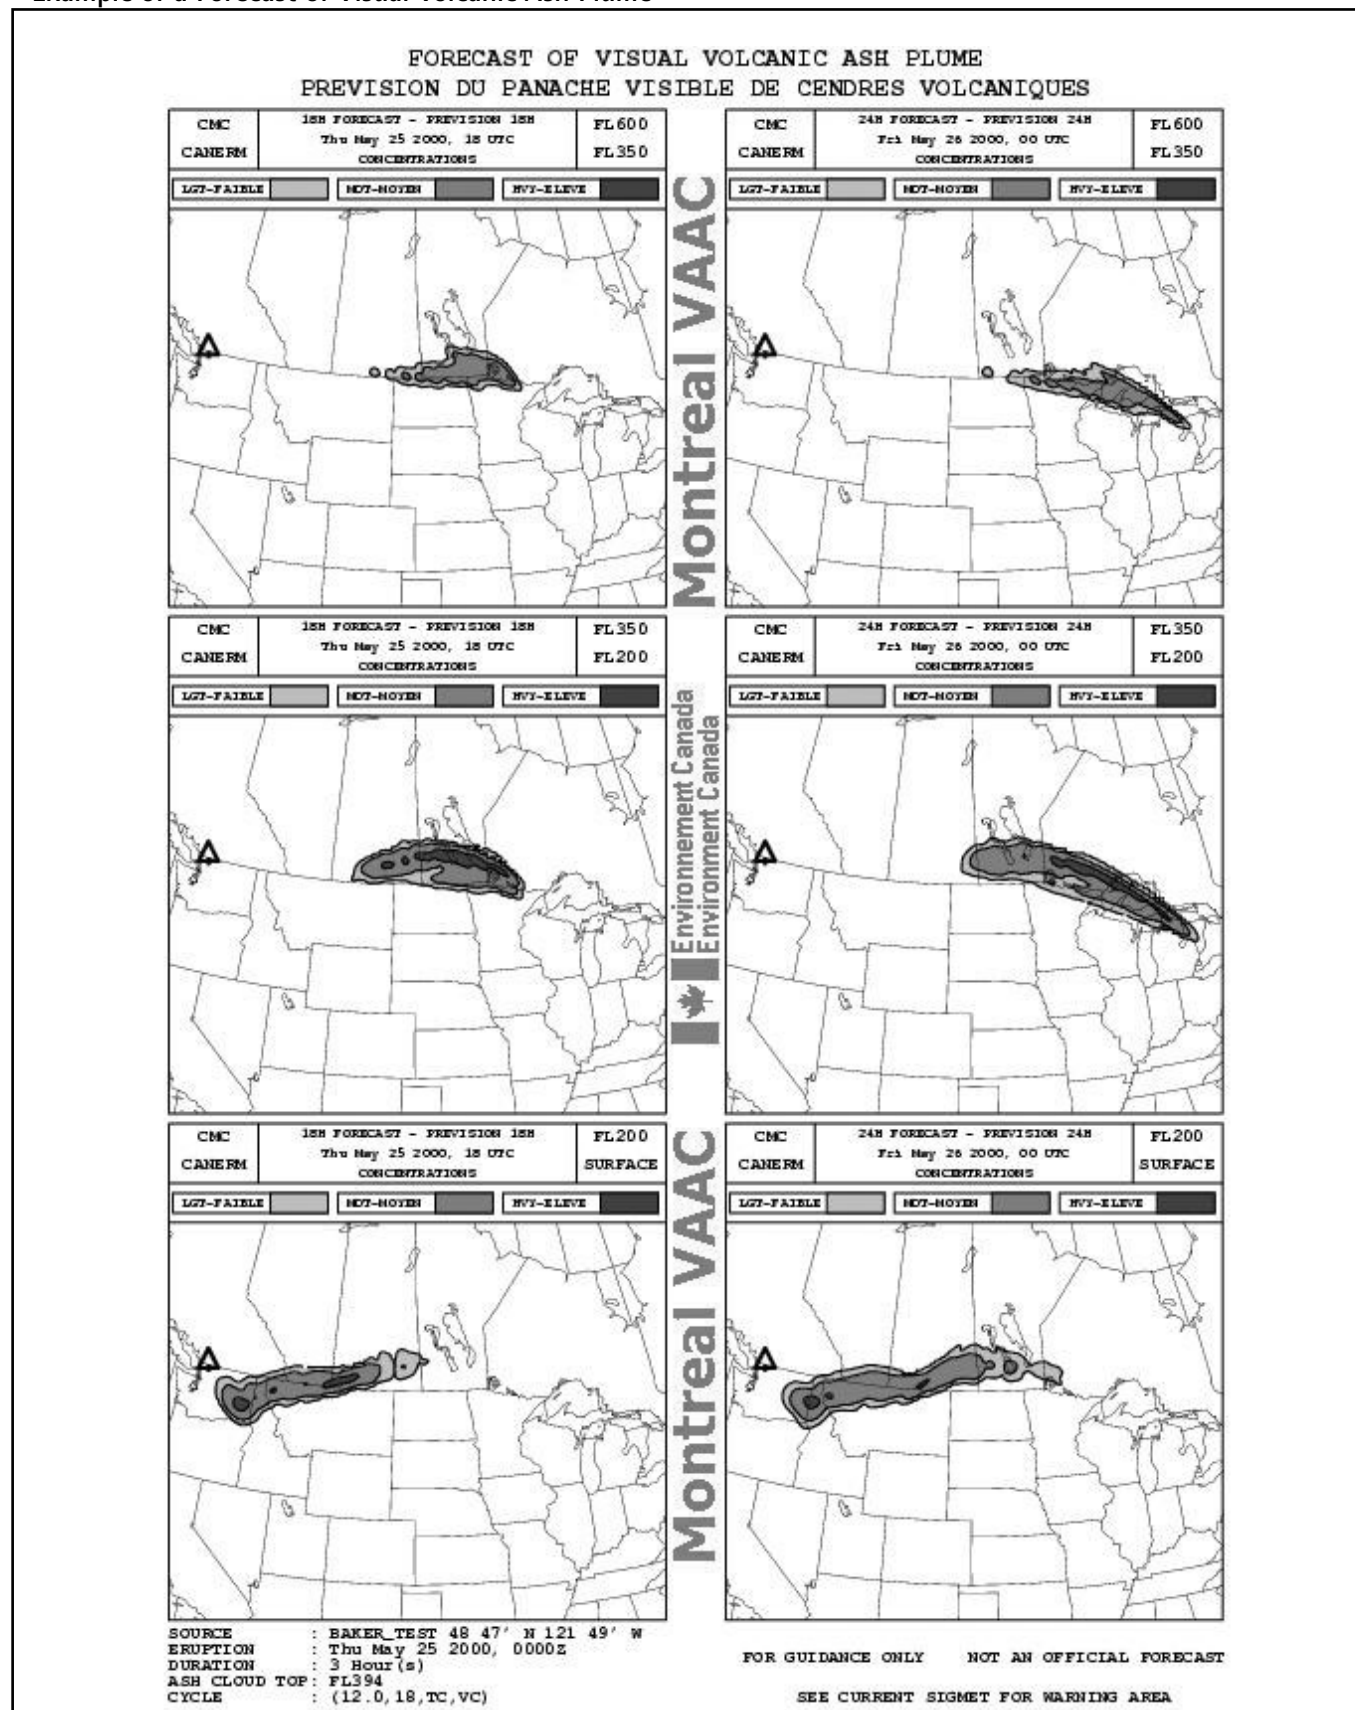 Example of a Forecast of Visual Volcanic Ash Plume
FORECAST OF VISUAL VOLCANIC ASH PLUME
PREVISION DU PANACHE VISIBLE DE CENDRES VOLCANIQUES
CMC
CANERM
18H FORECAST - PREVISION 18H
Thu May 25 2000, 18 UTC
CONCENTRATIONS
FL600
FL350
LGT-FAIBLE
MDT-MOYEN
HVY-ELEVE
CMC
CANERM
24H FORECAST - PREVISION 24H
Fri May 26 2000, 00 UTC
CONCENTRATIONS
FL600
FL350
LGT-FAIBLE
MDT-MOYEN
HVY-ELEVE
Montreal VAAC
CMC
CANERM
18H FORECAST - PREVISION 18H
Thu May 25 2000, 18 UTC
CONCENTRATIONS
FL350
FL200
LGT-FAIBLE
MDT-MOYEN
HVY-ELEVE
CMC
CANERM
24H FORECAST - PREVISION 24H
Fri May 26 2000, 00 UTC
CONCENTRATIONS
FL350
FL200
LGT-FAIBLE
MDT-MOYEN
HVY-ELEVE
Environnement Canada
Environment Canada
CMC
CANERM
18H FORECAST - PREVISION 18H
Thu May 25 2000, 18 UTC
CONCENTRATIONS
FL200
SURFACE
LGT-FAIBLE
MDT-MOYEN
HVY-ELEVE
CMC
CANERM
24H FORECAST - PREVISION 24H
Fri May 26 2000, 00 UTC
CONCENTRATIONS
FL200
SURFACE
LGT-FAIBLE
MDT-MOYEN
HVY-ELEVE
Montreal VAAC
SOURCE : BAKER_TEST 48 47' N 121 49' W
ERUPTION : Thu May 25 2000, 0000Z
DURATION : 3 Hour(s)
ASH CLOUD TOP: FL394
CYCLE : (12.0,18,TC,VC)
FOR GUIDANCE ONLY NOT AN OFFICIAL FORECAST
SEE CURRENT SIGMET FOR WARNING AREA